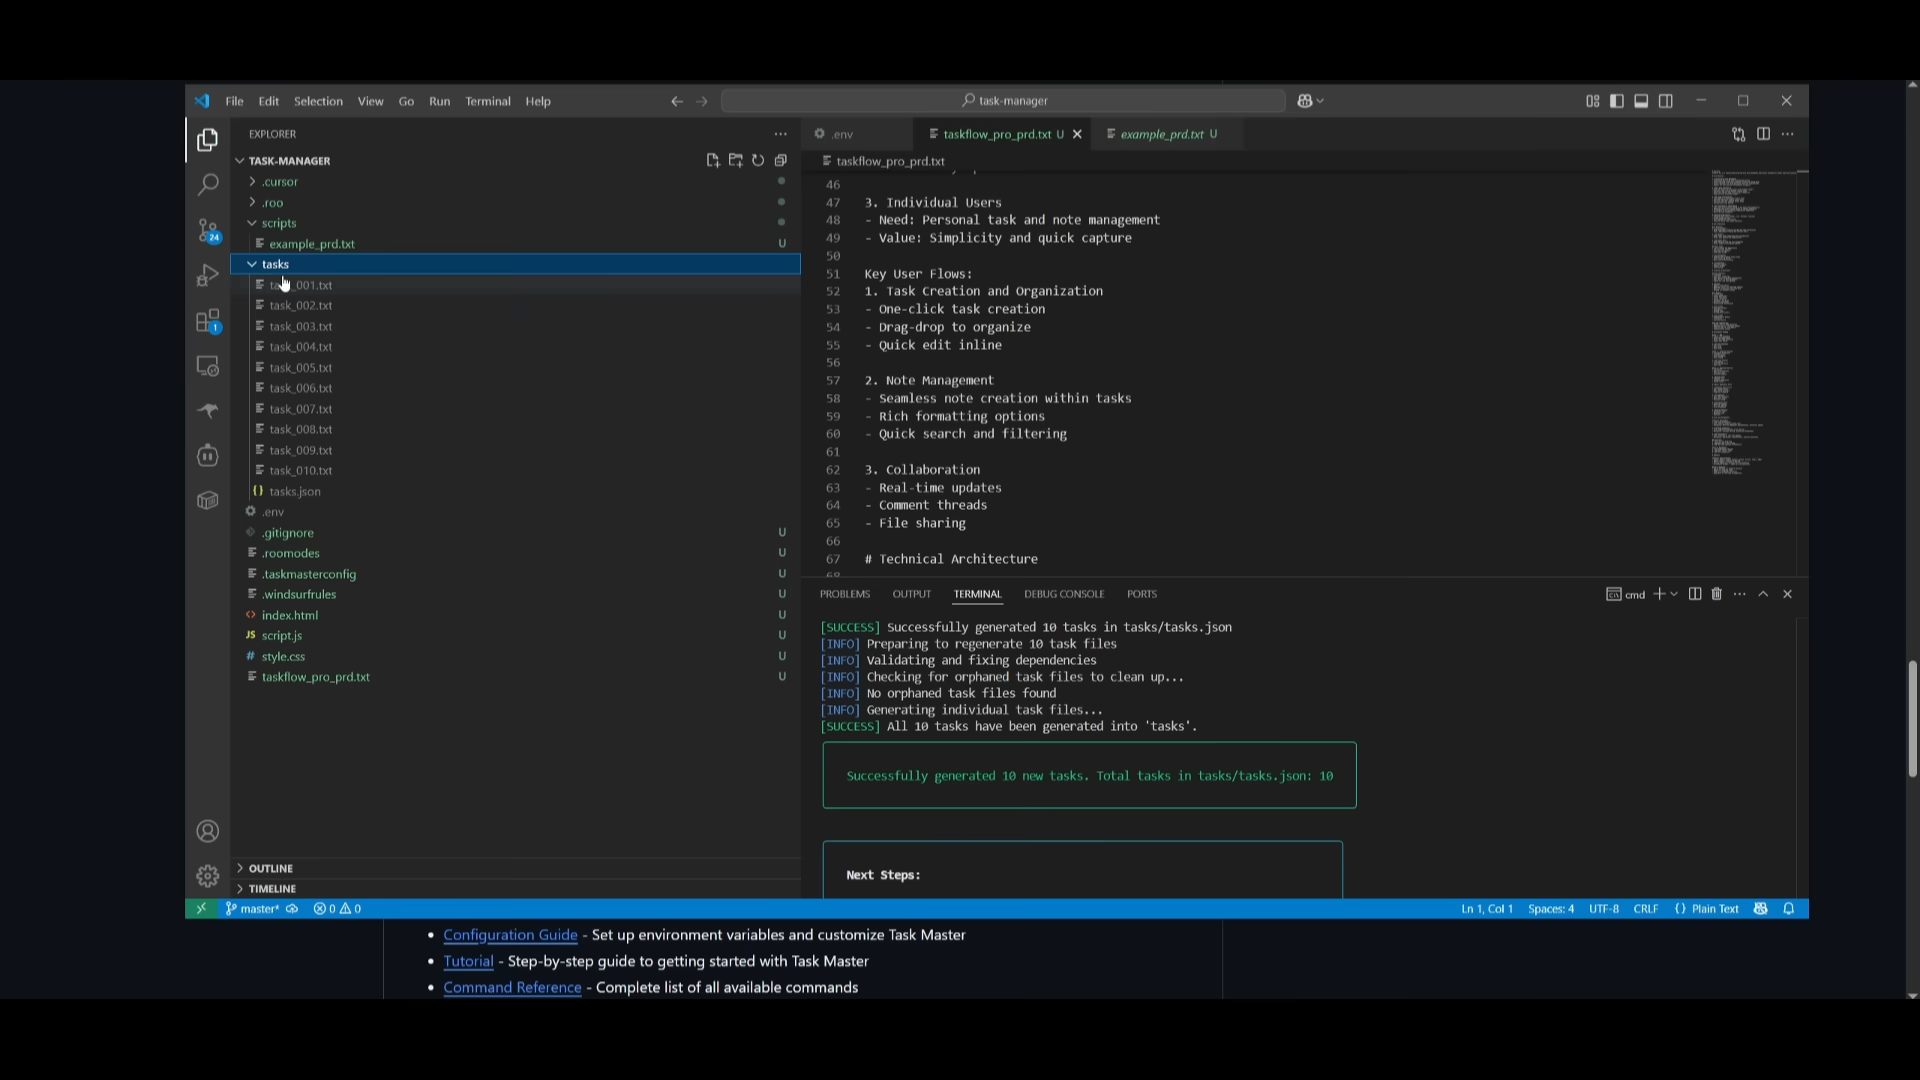 File Edit Selection View Go Run Terminal Help
task-manager
EXPLORER
TASK-MANAGER
.cursor
.roo
scripts
example_prd.txt U
tasks
task_001.txt
task_002.txt
task_003.txt
task_004.txt
task_005.txt
task_006.txt
task_007.txt
task_008.txt
task_009.txt
task_010.txt
{} tasks.json
.env
.gitignore U
.roomodes U
.taskmasterconfig U
.windsurfrules U
<> index.html U
JS script.js U
# style.css U
taskflow_pro_prd.txt U
OUTLINE
TIMELINE
24
1
.env
taskflow_pro_prd.txt U
example_prd.txt U
taskflow_pro_prd.txt
46
47 3. Individual Users
48 - Need: Personal task and note management
49 - Value: Simplicity and quick capture
50
51 Key User Flows:
52 1. Task Creation and Organization
53 - One-click task creation
54 - Drag-drop to organize
55 - Quick edit inline
56
57 2. Note Management
58 - Seamless note creation within tasks
59 - Rich formatting options
60 - Quick search and filtering
61
62 3. Collaboration
63 - Real-time updates
64 - Comment threads
65 - File sharing
66
67 # Technical Architecture
68
PROBLEMS OUTPUT TERMINAL DEBUG CONSOLE PORTS
cmd
[SUCCESS] Successfully generated 10 tasks in tasks/tasks.json
[INFO] Preparing to regenerate 10 task files
[INFO] Validating and fixing dependencies
[INFO] Checking for orphaned task files to clean up...
[INFO] No orphaned task files found
[INFO] Generating individual task files...
[SUCCESS] All 10 tasks have been generated into 'tasks'.
Successfully generated 10 new tasks. Total tasks in tasks/tasks.json: 10
Next Steps:
master* 0 0
Ln 1, Col 1 Spaces: 4 UTF-8 CRLF {} Plain Text
• Configuration Guide - Set up environment variables and customize Task Master
• Tutorial - Step-by-step guide to getting started with Task Master
• Command Reference - Complete list of all available commands